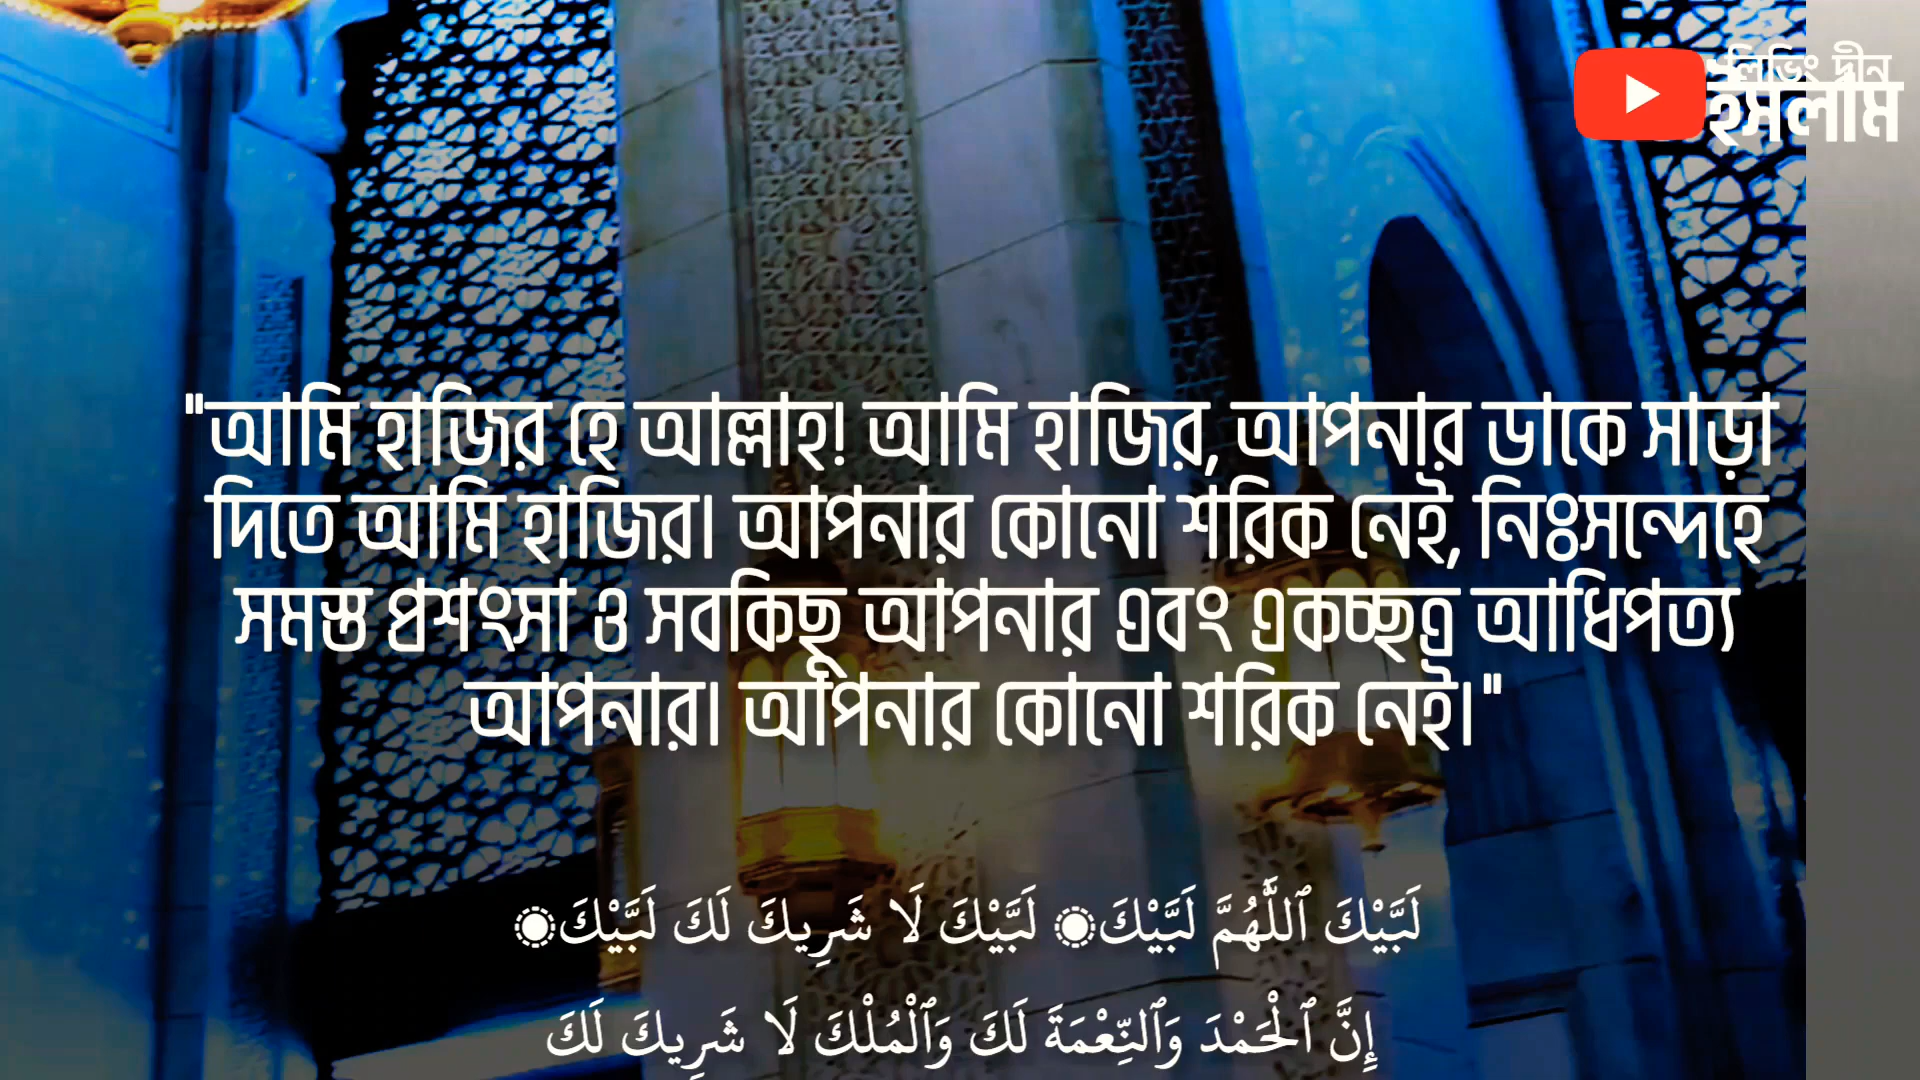 লিভিং দ্বীন
ইসলাম
"আমি হাজির হে আল্লাহ! আমি হাজির, আপনার ডাকে সাড়া
দিতে আমি হাজির। আপনার কোনো শরিক নেই, নিঃসন্দেহে
সমস্ত প্রশংসা ও সবকিছু আপনার এবং একচ্ছত্র আধিপত্য
আপনার। আপনার কোনো শরিক নেই।"
لَبَّيْكَ ٱللَّهُمَّ لَبَّيْكَ۝ لَبَّيْكَ لَا شَرِيكَ لَكَ لَبَّيْكَ۝
إِنَّ ٱلْحَمْدَ وَٱلنِّعْمَةَ لَكَ وَٱلْمُلْكَ لَا شَرِيكَ لَكَ